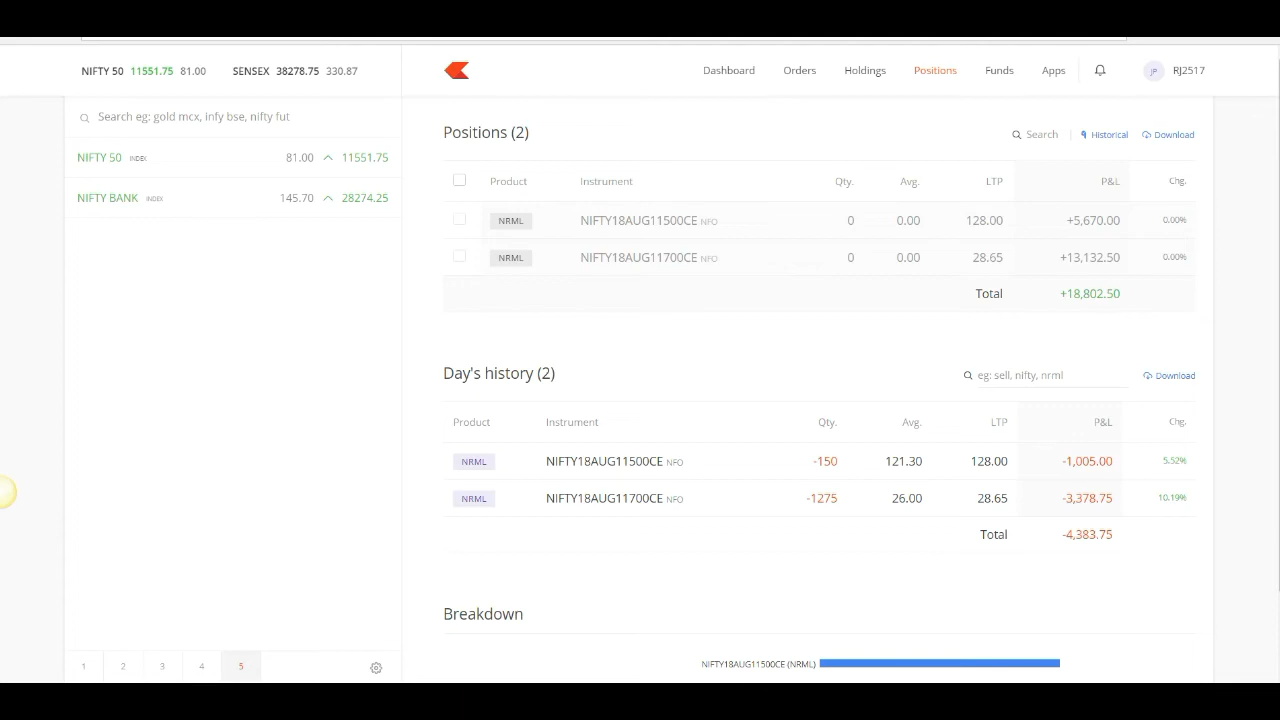 NIFTY 50 11551.75 81.00 SENSEX 38278.75 330.87
Dashboard Orders Holdings Positions Funds Apps JP RJ2517
Search eg: gold mcx, infy bse, nifty fut
NIFTY 50 INDEX 81.00 11551.75
NIFTY BANK INDEX 145.70 28274.25
Positions (2) Search Historical Download
Product Instrument Qty. Avg. LTP P&L Chg.
NRML NIFTY18AUG11500CE NFO 0 0.00 128.00 +5,670.00 0.00%
NRML NIFTY18AUG11700CE NFO 0 0.00 28.65 +13,132.50 0.00%
Total +18,802.50
Day's history (2) eg: sell, nifty, nrml Download
Product Instrument Qty. Avg. LTP P&L Chg.
NRML NIFTY18AUG11500CE NFO -150 121.30 128.00 -1,005.00 5.52%
NRML NIFTY18AUG11700CE NFO -1275 26.00 28.65 -3,378.75 10.19%
Total -4,383.75
Breakdown
NIFTY18AUG11500CE (NRML)
1 2 3 4 5